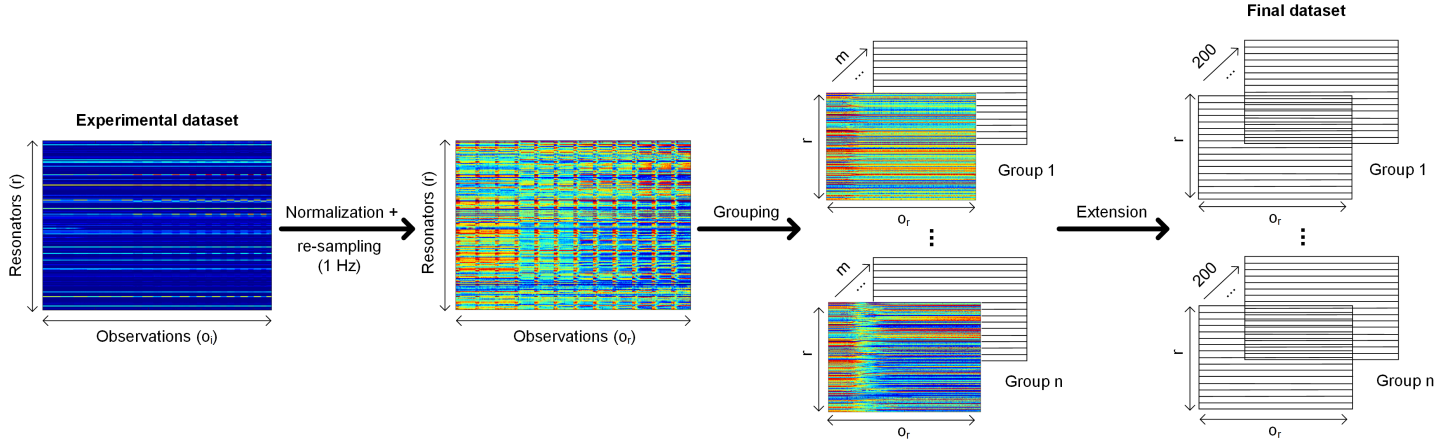 Experimental dataset
Resonators (r)
Observations (oi)
Normalization +
re-sampling
(1 Hz)
Resonators (r)
Observations (or)
Grouping
m
...
r
Group 1
or
⋮
m
...
r
Group n
or
Extension
Final dataset
200
...
r
Group 1
or
⋮
200
...
r
Group n
or